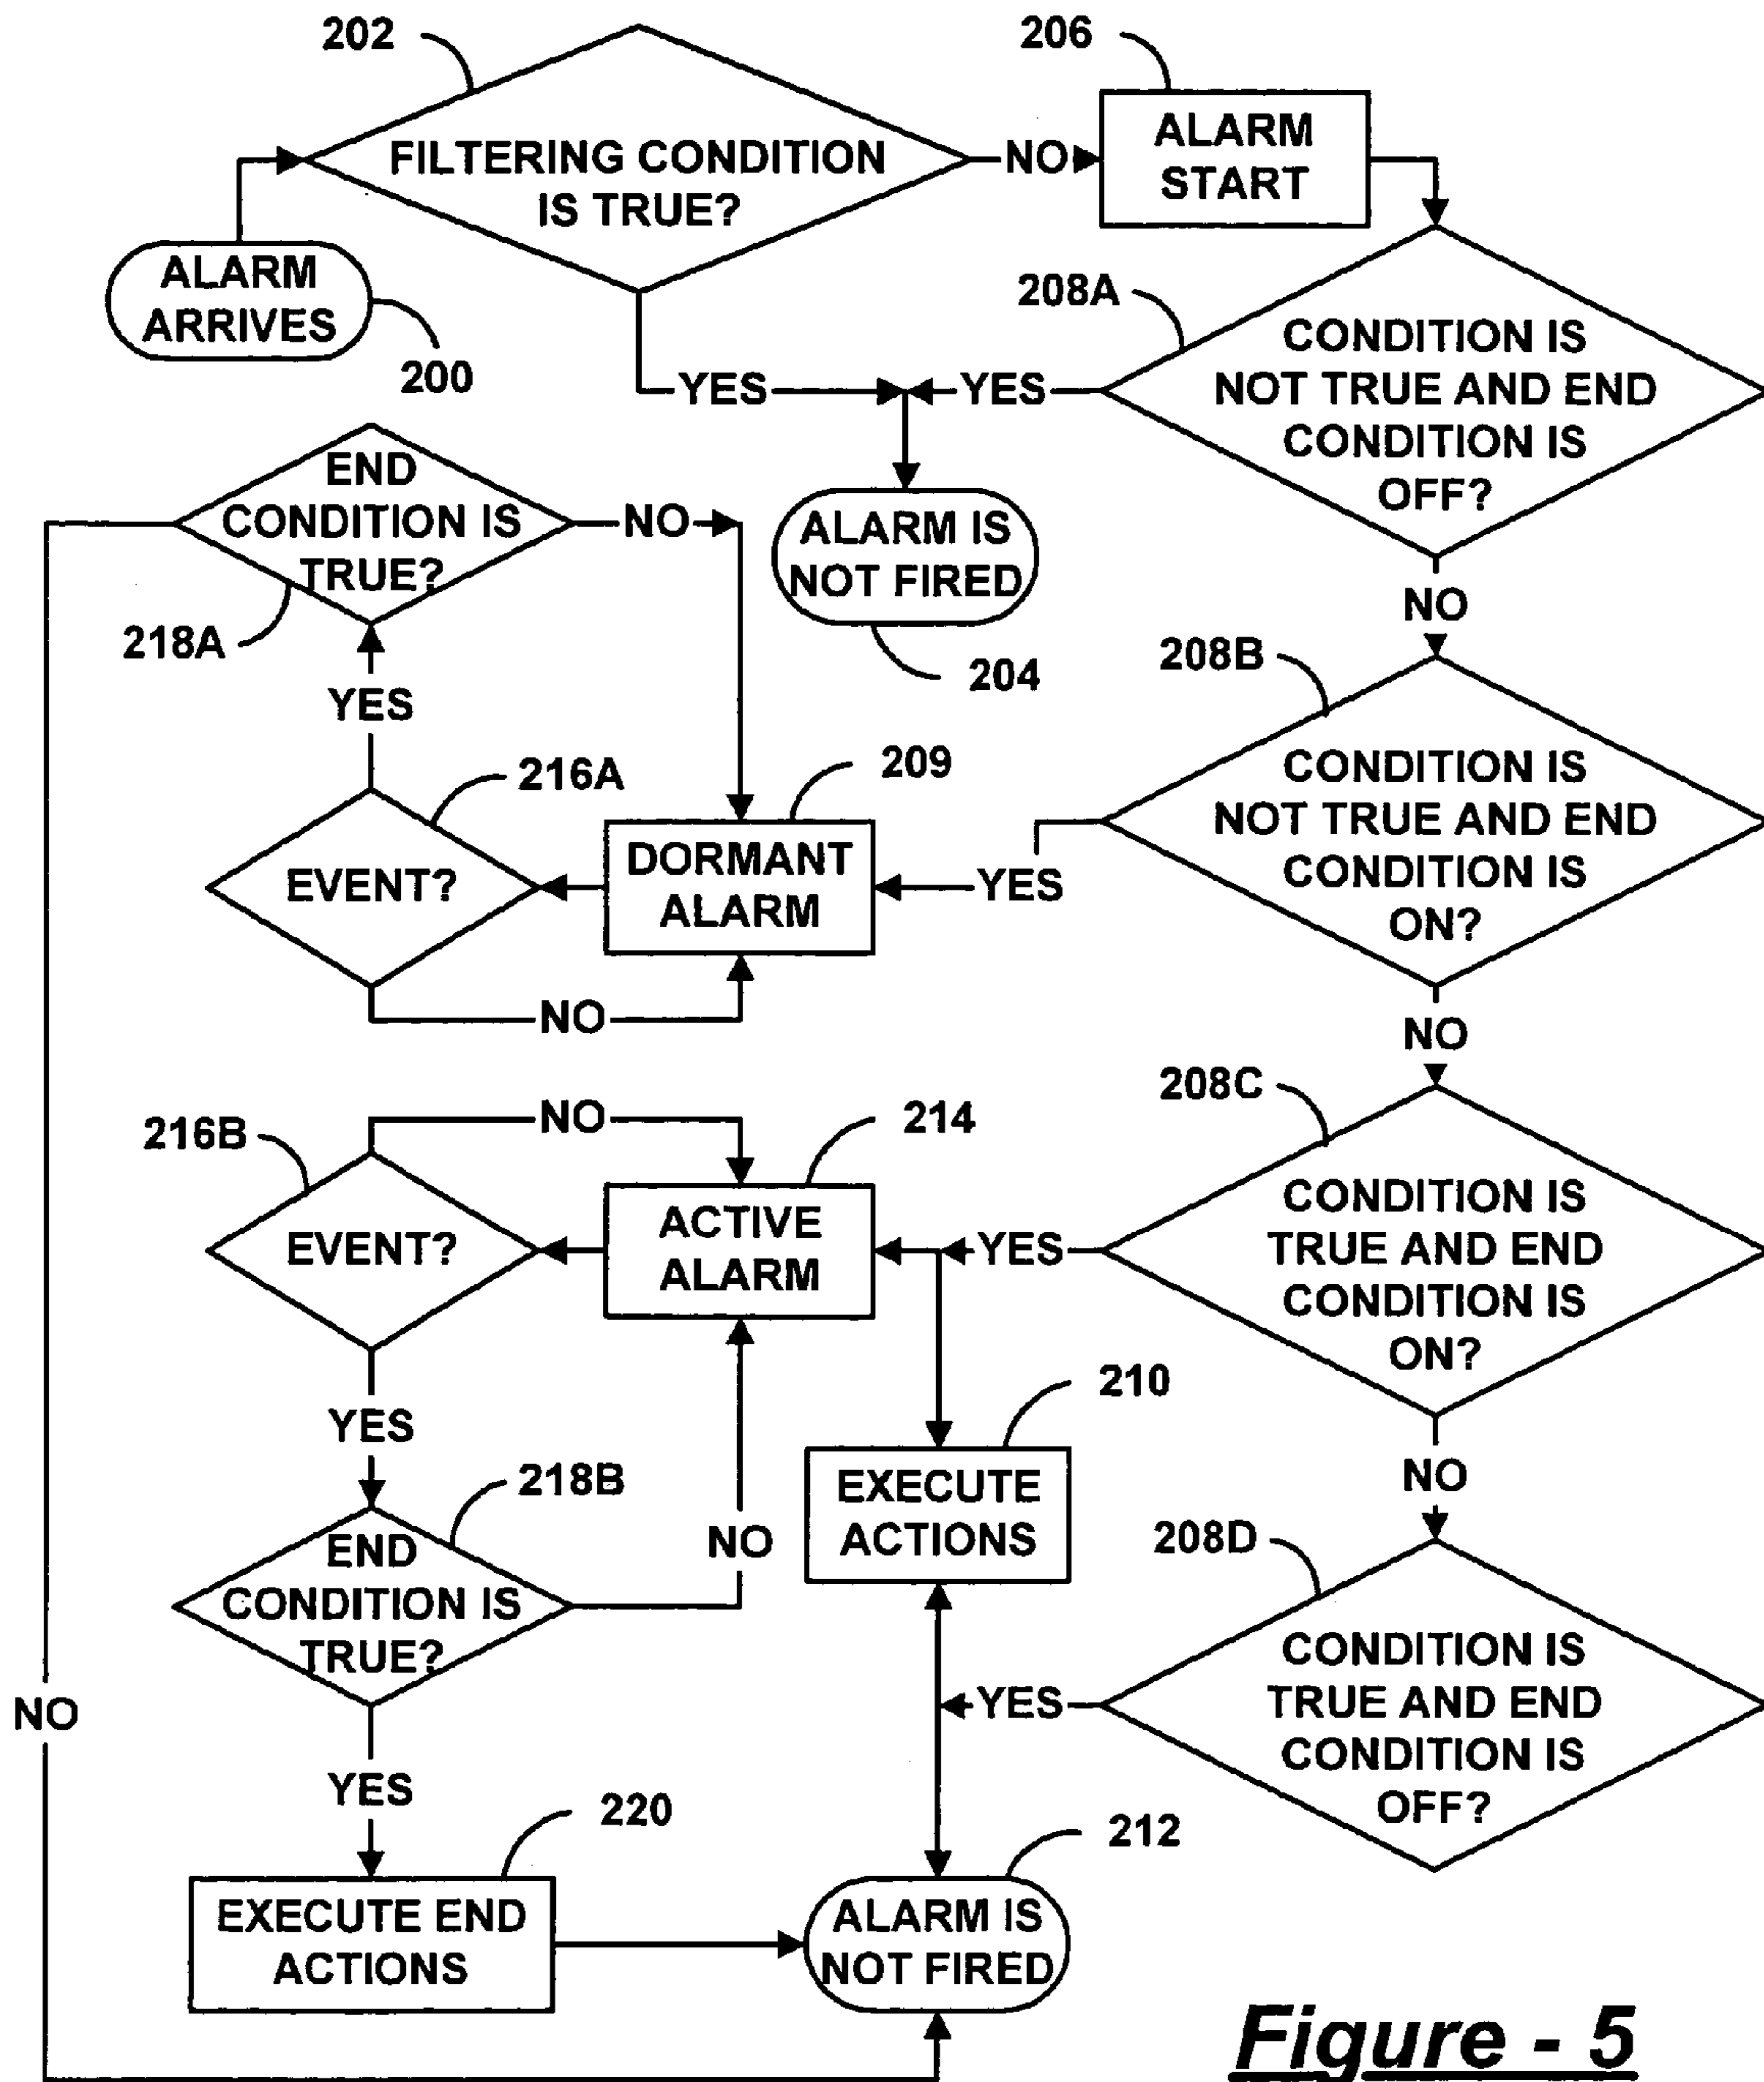 202
206
FILTERING CONDITION
IS TRUE?
NO
ALARM
START
ALARM
ARRIVES
200
208A
CONDITION IS
NOT TRUE AND END
CONDITION IS
OFF?
YES
YES
END
CONDITION IS
TRUE?
NO
ALARM IS
NOT FIRED
NO
218A
204
208B
YES
216A
209
CONDITION IS
NOT TRUE AND END
CONDITION IS
ON?
EVENT?
DORMANT
ALARM
YES
NO
NO
208C
NO
216B
214
CONDITION IS
TRUE AND END
CONDITION IS
ON?
EVENT?
ACTIVE
ALARM
YES
210
YES
218B
EXECUTE
ACTIONS
NO
NO
208D
END
CONDITION IS
TRUE?
CONDITION IS
TRUE AND END
CONDITION IS
OFF?
NO
YES
YES
220
212
EXECUTE END
ACTIONS
ALARM IS
NOT FIRED
Figure - 5